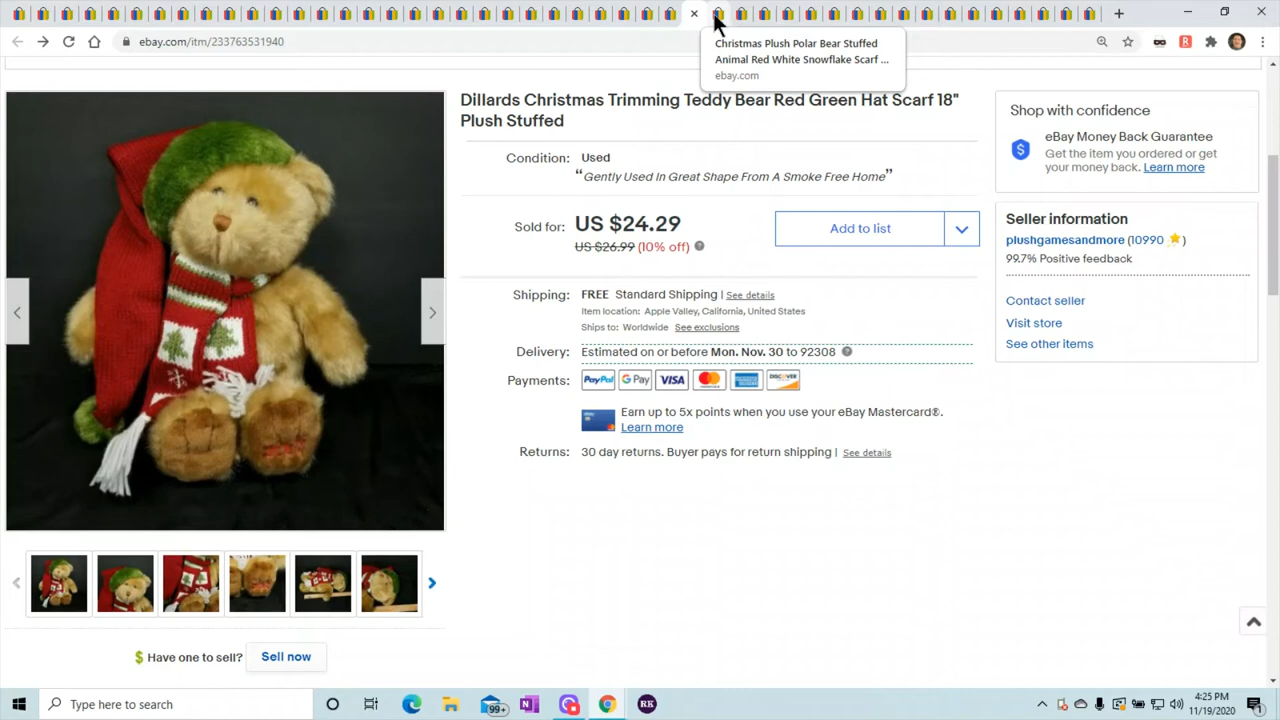 ebay.com/itm/233763531940
Christmas Plush Polar Bear Stuffed
Animal Red White Snowflake Scarf ...
ebay.com
Dillards Christmas Trimming Teddy Bear Red Green Hat Scarf 18"
Plush Stuffed
Condition: Used
“Gently Used In Great Shape From A Smoke Free Home”
Sold for: US $24.29
US $26.99 (10% off)
Add to list
Shipping: FREE Standard Shipping | See details
Item location: Apple Valley, California, United States
Ships to: Worldwide See exclusions
Delivery: Estimated on or before Mon. Nov. 30 to 92308
Payments: PayPal G Pay VISA MasterCard DISCOVER
Earn up to 5x points when you use your eBay Mastercard®.
Learn more
Returns: 30 day returns. Buyer pays for return shipping | See details
Shop with confidence
eBay Money Back Guarantee
Get the item you ordered or get
your money back. Learn more
Seller information
plushgamesandmore (10990 )
99.7% Positive feedback
Contact seller
Visit store
See other items
Have one to sell? Sell now
Type here to search
99+
RK
4:25 PM
11/19/2020
1